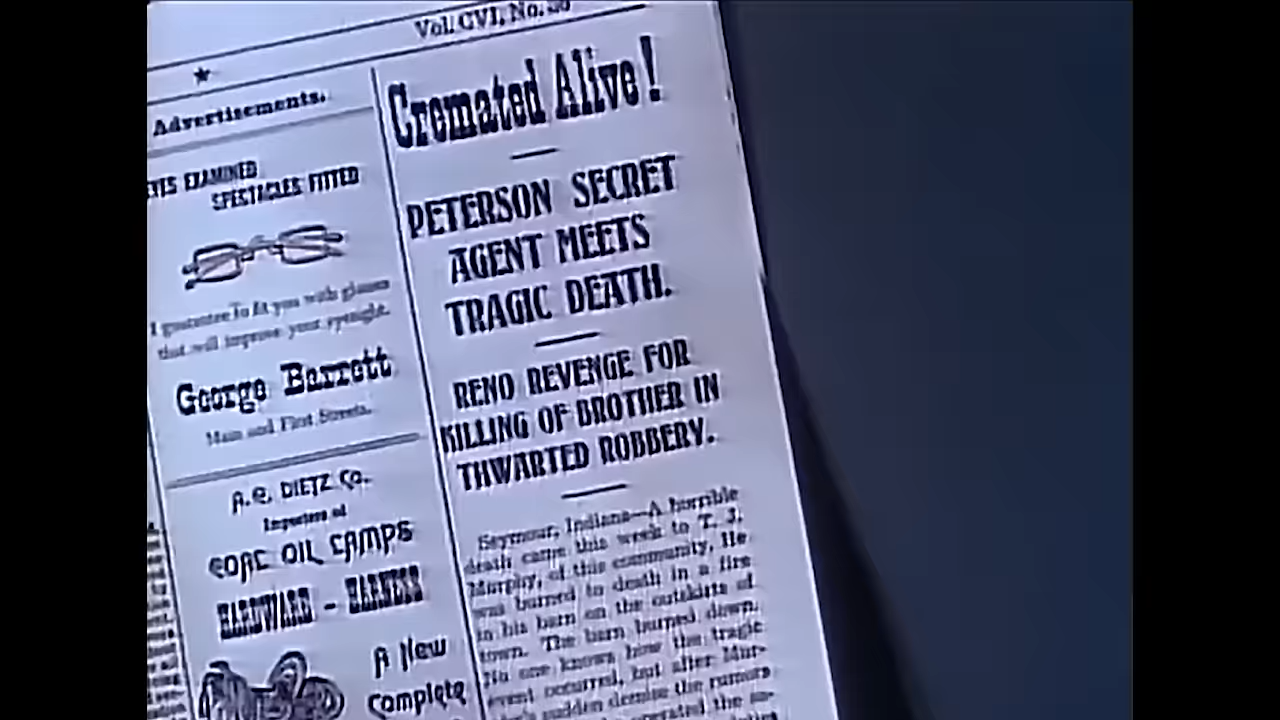 Vol. CVI, No.
Advertisements.
EYES EXAMINED
SPECTACLES FITTED
I guarantee To fit you with glasses
that will improve your eyesight.
George Barrett
Main and First Streets.
A.C. DIETZ CO.
Importers of
COAL OIL LAMPS
HARDWARE - HARNESS
A New
Complete
Cremated Alive!
PETERSON SECRET
AGENT MEETS
TRAGIC DEATH.
RENO REVENGE FOR
KILLING OF BROTHER IN
THWARTED ROBBERY.
Seymour, Indiana—A horrible
death came this week to T. J.
Murphy, of this community. He
was burned to death in a fire
in his barn on the outskirts of
town. The barn burned down.
No one knows how the tragic
event occurred, but after Mur-
sudden demise the rumors
operated the